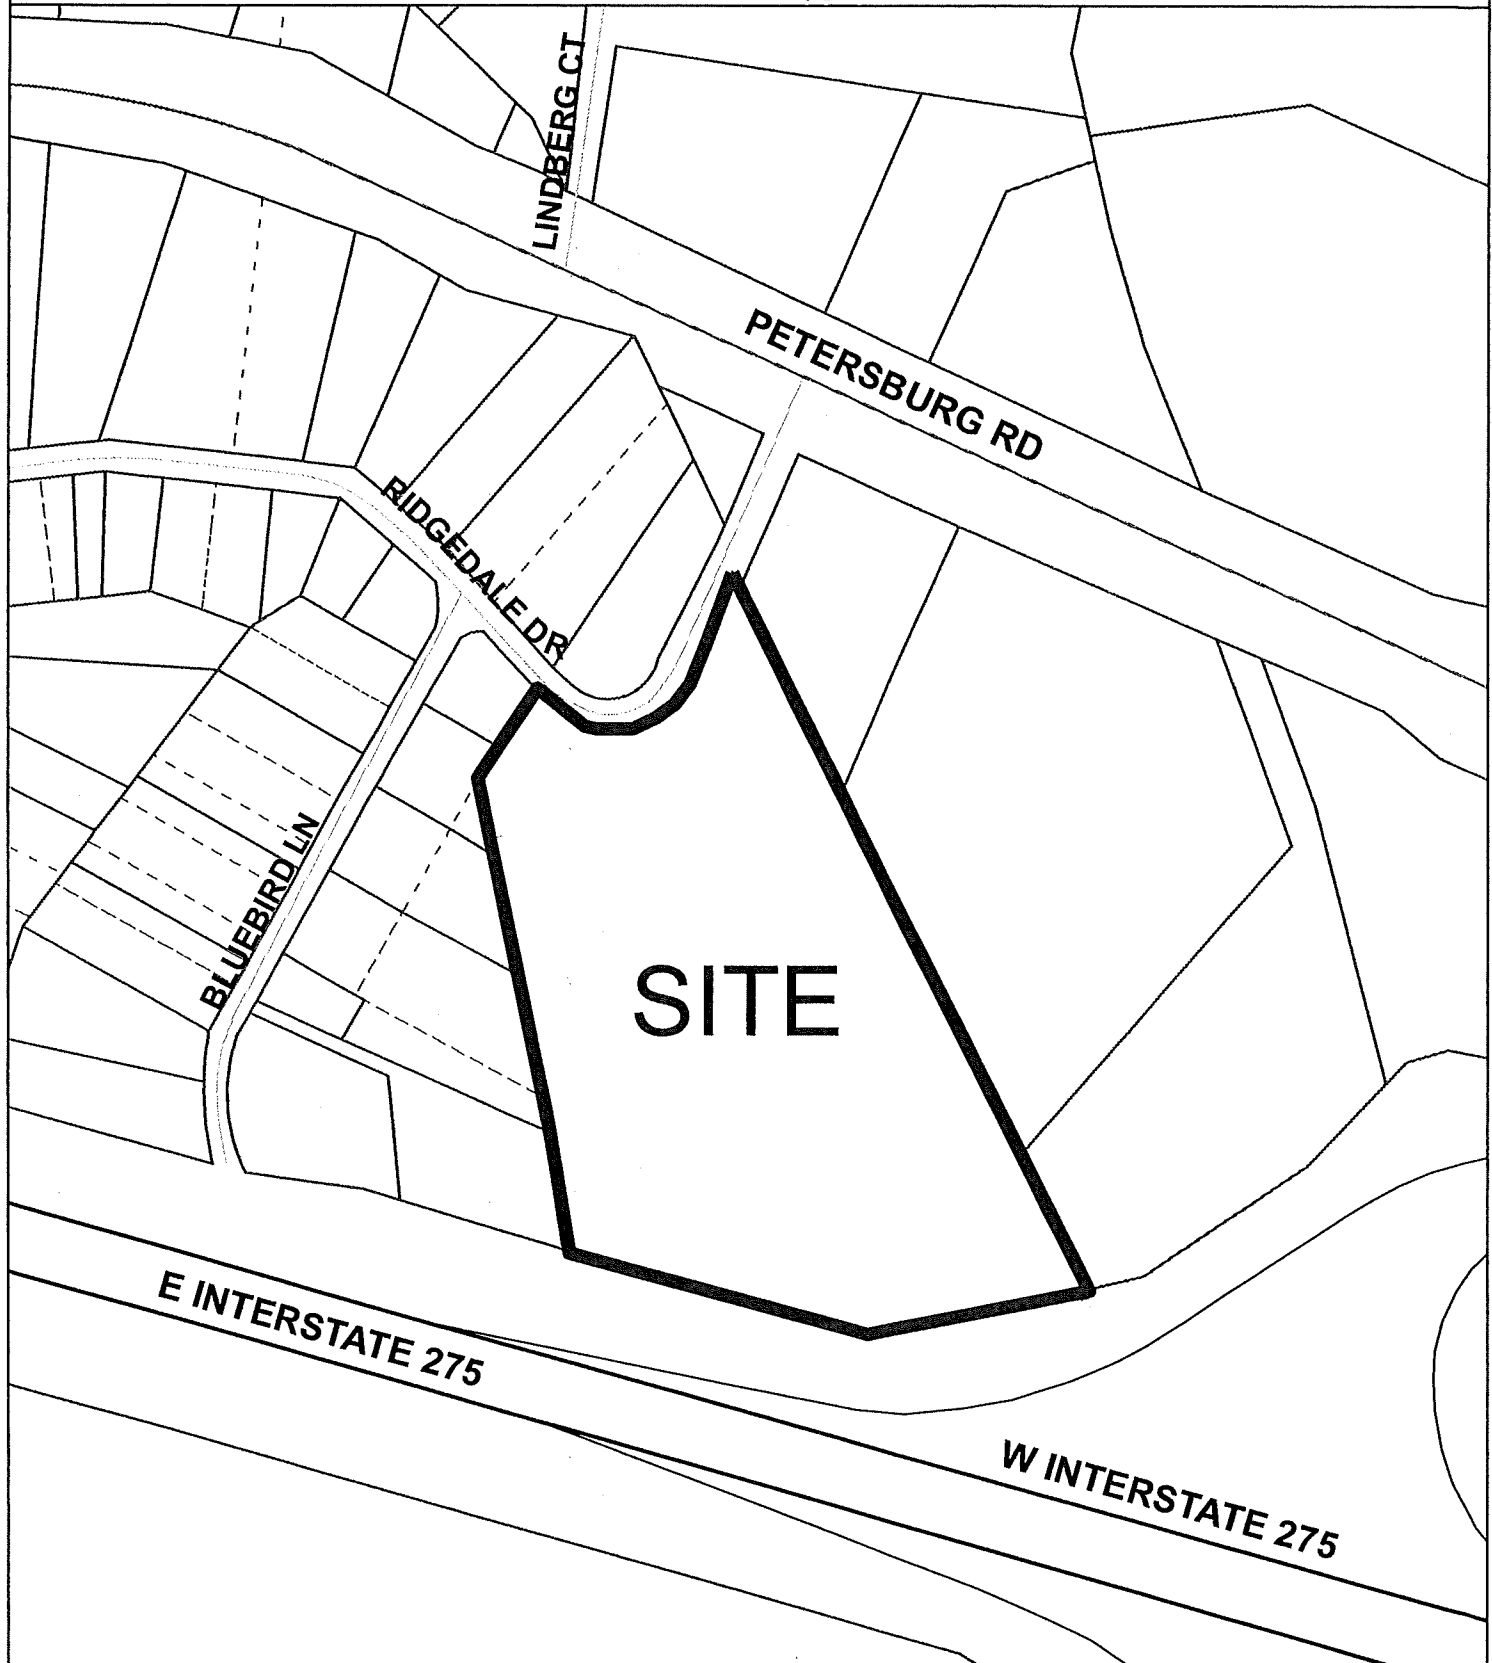 LINDBERG CT
PETERSBURG RD
RIDGEDALE DR
BLUEBIRD LN
SITE
E INTERSTATE 275
W INTERSTATE 275